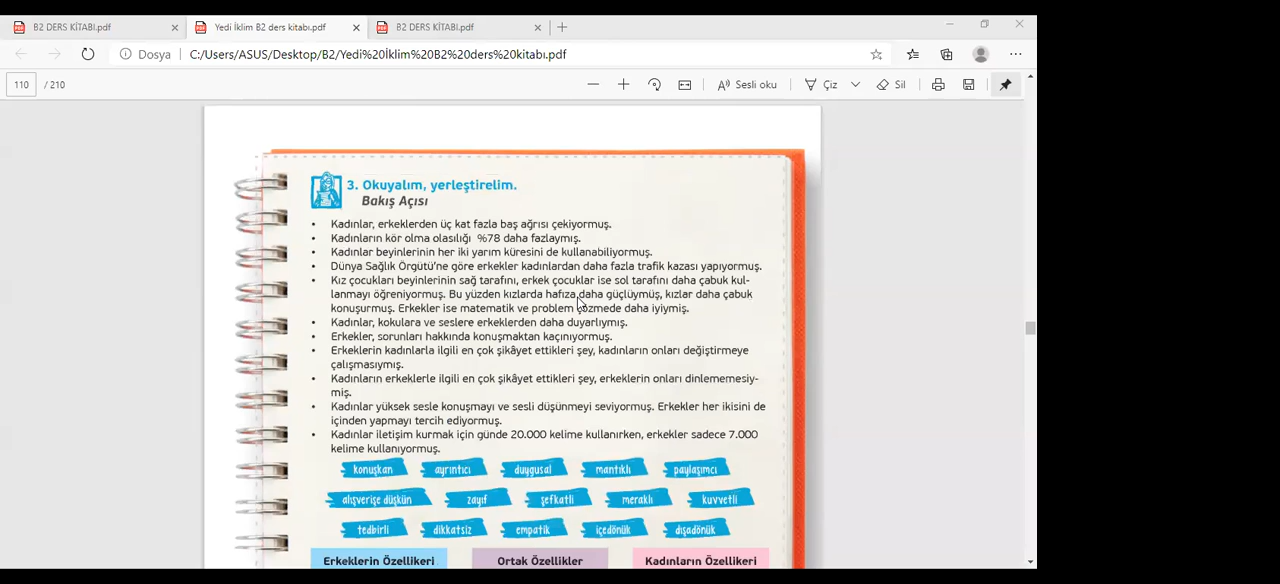 B2 DERS KİTABI.pdf
Yedi İklim B2 ders kitabı.pdf
B2 DERS KİTABI.pdf
Dosya
C:/Users/ASUS/Desktop/B2/Yedi%20İklim%20B2%20ders%20kitabı.pdf
110 / 210
Sesli oku
Çiz
Sil
3. Okuyalım, yerleştirelim.
Bakış Açısı
• Kadınlar, erkeklerden üç kat fazla baş ağrısı çekiyormuş.
• Kadınların kör olma olasılığı %78 daha fazlaymış.
• Kadınlar beyinlerinin her iki yarım küresini de kullanabiliyormuş.
• Dünya Sağlık Örgütü'ne göre erkekler kadınlardan daha fazla trafik kazası yapıyormuş.
• Kız çocukları beyinlerinin sağ tarafını, erkek çocuklar ise sol tarafını daha çabuk kul-
lanmayı öğreniyormuş. Bu yüzden kızlarda hafıza daha güçlüymüş, kızlar daha çabuk
konuşurmuş. Erkekler ise matematik ve problem çözmede daha iyiymiş.
• Kadınlar, kokulara ve seslere erkeklerden daha duyarlıymış.
• Erkekler, sorunları hakkında konuşmaktan kaçınıyormuş.
• Erkeklerin kadınlarla ilgili en çok şikâyet ettikleri şey, kadınların onları değiştirmeye
çalışmasıymış.
• Kadınların erkeklerle ilgili en çok şikâyet ettikleri şey, erkeklerin onları dinlememesiy-
miş.
• Kadınlar yüksek sesle konuşmayı ve sesli düşünmeyi seviyormuş. Erkekler her ikisini de
içinden yapmayı tercih ediyormuş.
• Kadınlar iletişim kurmak için günde 20.000 kelime kullanırken, erkekler sadece 7.000
kelime kullanıyormuş.
konuşkan ayrıntıcı duygusal mantıklı paylaşımcı
alışverişe düşkün zayıf şefkatli meraklı kuvvetli
tedbirli dikkatsiz empatik içedönük dışadönük
Erkeklerin Özellikeri Ortak Özellikler Kadınların Özellikeri